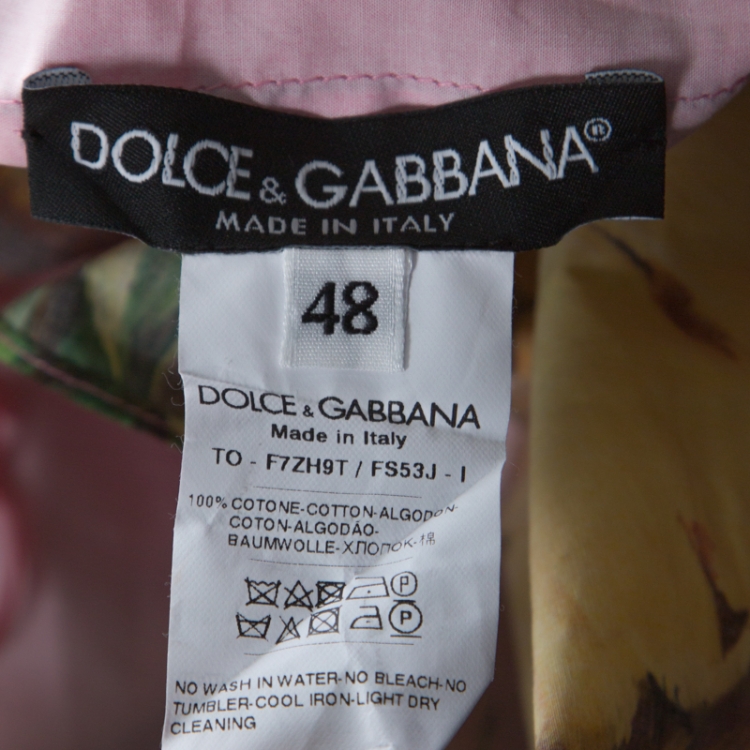 DOLCE & GABBANA®
MADE IN ITALY
48
DOLCE & GABBANA
Made in Italy
TO - F7ZH9T / FS53J - I
100% COTONE-COTTON-ALGODON-
COTON-ALGODÁO-
BAUMWOLLE-ХЛОПОК-棉
P
P
NO WASH IN WATER-NO BLEACH-NO
TUMBLER-COOL IRON-LIGHT DRY
CLEANING